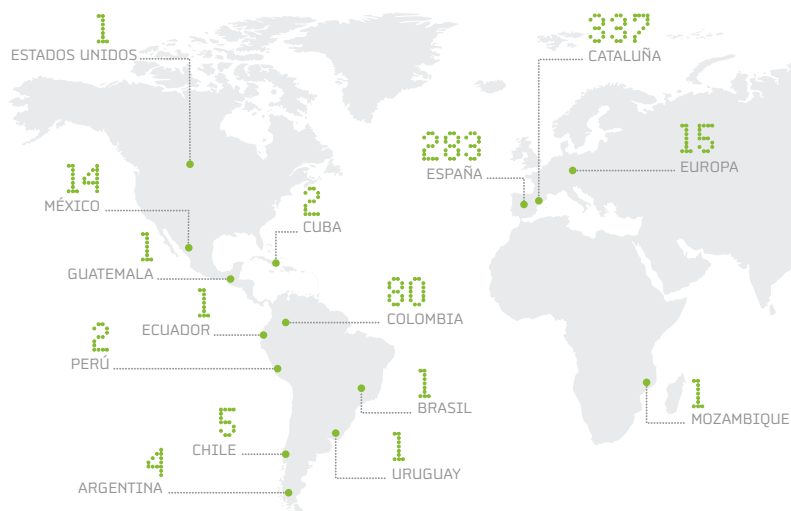 1
ESTADOS UNIDOS
337
CATALUÑA
283
ESPAÑA
15
EUROPA
14
MÉXICO
2
CUBA
1
GUATEMALA
1
ECUADOR
80
COLOMBIA
2
PERÚ
1
BRASIL
1
MOZAMBIQUE
5
CHILE
1
URUGUAY
4
ARGENTINA